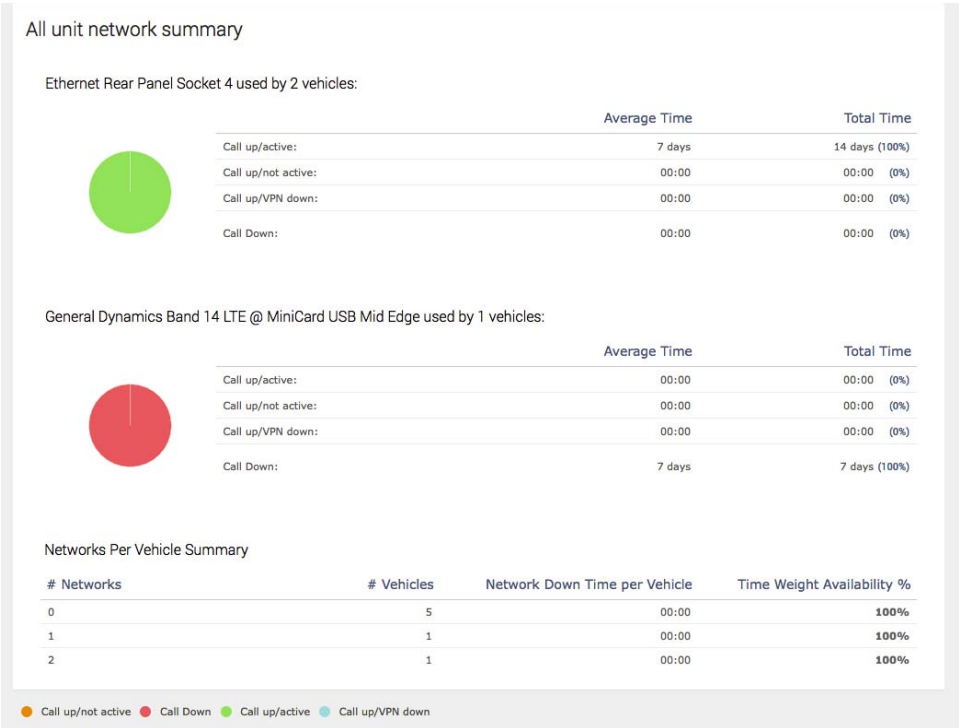 All unit network summary
Ethernet Rear Panel Socket 4 used by 2 vehicles:
Average Time Total Time
Call up/active: 7 days 14 days (100%)
Call up/not active: 00:00 00:00 (0%)
Call up/VPN down: 00:00 00:00 (0%)
Call Down: 00:00 00:00 (0%)
General Dynamics Band 14 LTE @ MiniCard USB Mid Edge used by 1 vehicles:
Average Time Total Time
Call up/active: 00:00 00:00 (0%)
Call up/not active: 00:00 00:00 (0%)
Call up/VPN down: 00:00 00:00 (0%)
Call Down: 7 days 7 days (100%)
Networks Per Vehicle Summary
# Networks # Vehicles Network Down Time per Vehicle Time Weight Availability %
0 5 00:00 100%
1 1 00:00 100%
2 1 00:00 100%
Call up/not active Call Down Call up/active Call up/VPN down